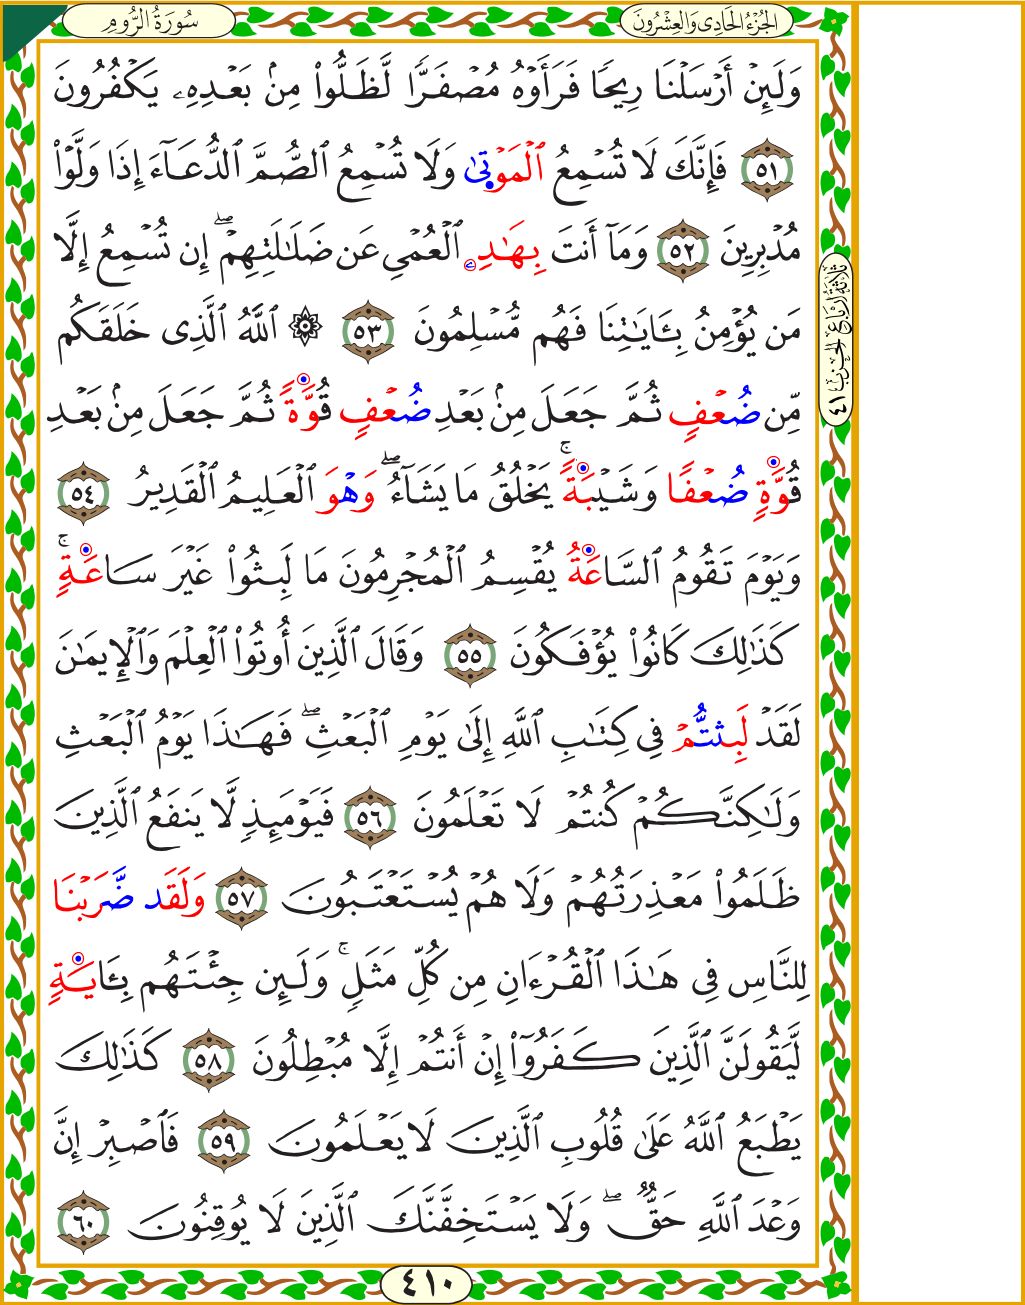 سُورَةُ الرُّومِ
الجُزْءُ الحَادِي وَالعِشْرُونَ
وَلَئِنْ أَرْسَلْنَا رِيحًا فَرَأَوْهُ مُصْفَرًّا لَّظَلُّوا۟ مِنۢ بَعْدِهِۦ يَكْفُرُونَ
٥١ فَإِنَّكَ لَا تُسْمِعُ ٱلْمَوْتَىٰ وَلَا تُسْمِعُ ٱلصُّمَّ ٱلدُّعَآءَ إِذَا وَلَّوْا۟
مُدْبِرِينَ ٥٢ وَمَآ أَنتَ بِهَٰدِے ٱلْعُمْىِ عَن ضَلَٰلَتِهِمْ ۖ إِن تُسْمِعُ إِلَّا
مَن يُؤْمِنُ بِـَٔايَٰتِنَا فَهُم مُّسْلِمُونَ ٥٣ ۞ ٱللَّهُ ٱلَّذِى خَلَقَكُم
مِّن ضُعْفٍ ثُمَّ جَعَلَ مِنۢ بَعْدِ ضُعْفٍ قُوَّةً ثُمَّ جَعَلَ مِنۢ بَعْدِ
قُوَّةٍ ضُعْفًا وَشَيْبَةً ۚ يَخْلُقُ مَا يَشَآءُ ۖ وَهْوَ ٱلْعَلِيمُ ٱلْقَدِيرُ ٥٤
وَيَوْمَ تَقُومُ ٱلسَّاعَةُ يُقْسِمُ ٱلْمُجْرِمُونَ مَا لَبِثُوا۟ غَيْرَ سَاعَةٍ ۚ
كَذَٰلِكَ كَانُوا۟ يُؤْفَكُونَ ٥٥ وَقَالَ ٱلَّذِينَ أُوتُوا۟ ٱلْعِلْمَ وَٱلْإِيمَٰنَ
لَقَدْ لَبِثتُّمْ فِى كِتَٰبِ ٱللَّهِ إِلَىٰ يَوْمِ ٱلْبَعْثِ ۖ فَهَٰذَا يَوْمُ ٱلْبَعْثِ
وَلَٰكِنَّكُمْ كُنتُمْ لَا تَعْلَمُونَ ٥٦ فَيَوْمَئِذٍ لَّا يَنفَعُ ٱلَّذِينَ
ظَلَمُوا۟ مَعْذِرَتُهُمْ وَلَا هُمْ يُسْتَعْتَبُونَ ٥٧ وَلَقَد ضَّرَبْنَا
لِلنَّاسِ فِى هَٰذَا ٱلْقُرْءَانِ مِن كُلِّ مَثَلٍ ۚ وَلَئِن جِئْتَهُم بِـَٔايَةٍ
لَّيَقُولَنَّ ٱلَّذِينَ كَفَرُوٓا۟ إِنْ أَنتُمْ إِلَّا مُبْطِلُونَ ٥٨ كَذَٰلِكَ
يَطْبَعُ ٱللَّهُ عَلَىٰ قُلُوبِ ٱلَّذِينَ لَا يَعْلَمُونَ ٥٩ فَٱصْبِرْ إِنَّ
وَعْدَ ٱللَّهِ حَقٌّ ۖ وَلَا يَسْتَخِفَّنَّكَ ٱلَّذِينَ لَا يُوقِنُونَ ٦٠
ثَلَاثَةُ أَرْبَاعِ الحِزْبِ ٤١
٤١٠